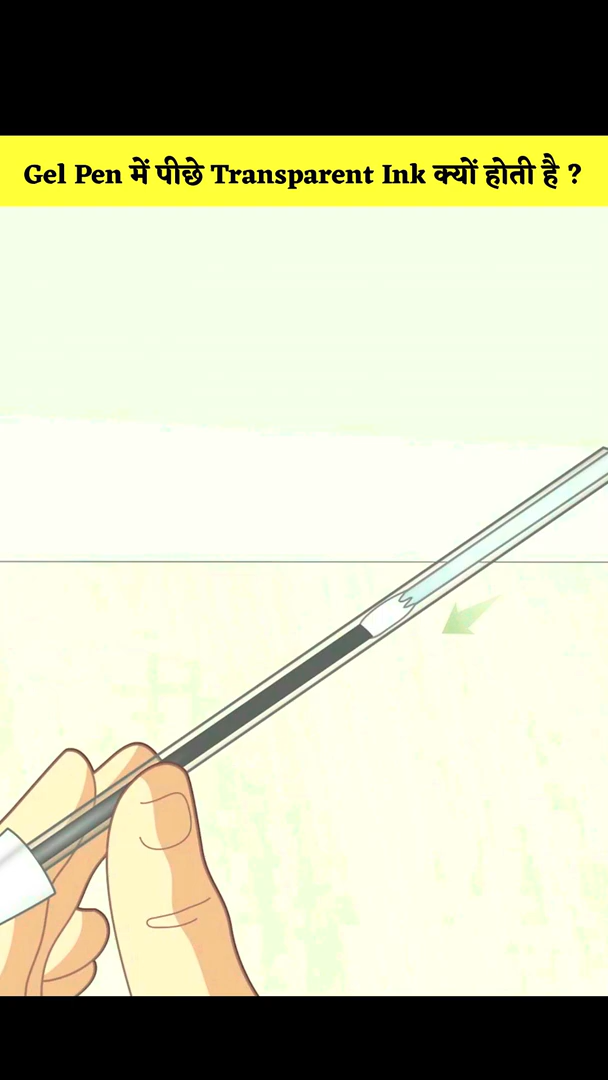 Gel Pen में पीछे Transparent Ink क्यों होती है ?